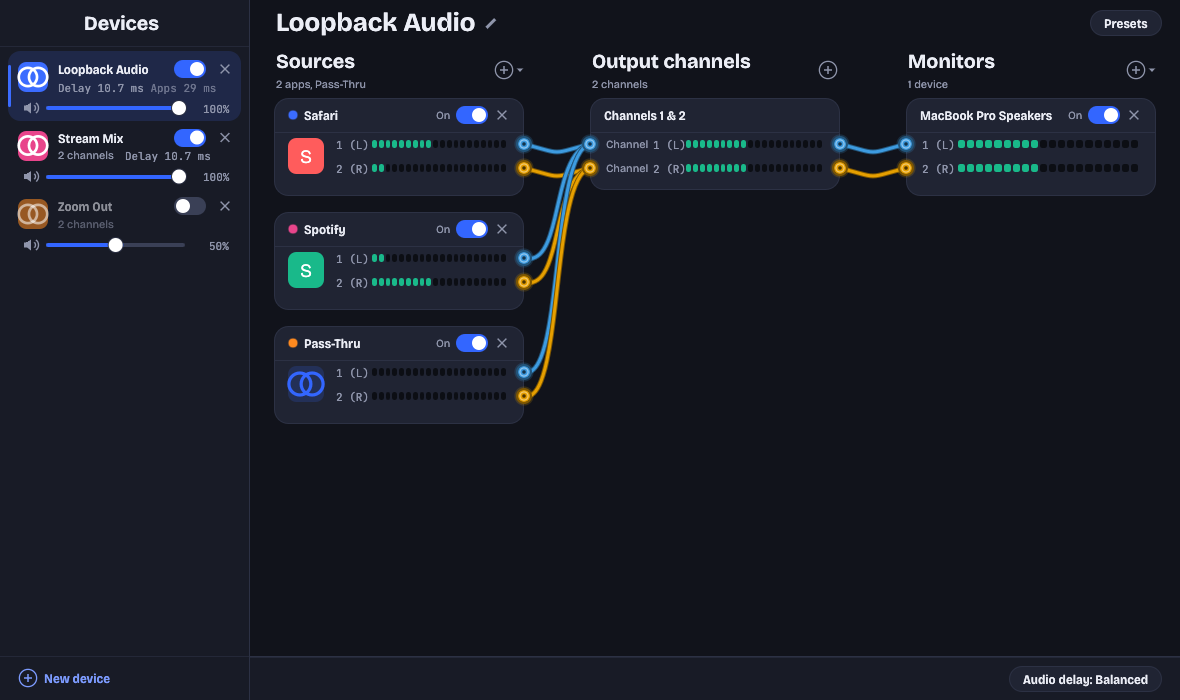 Devices
Loopback Audio
Delay 10.7 ms Apps 29 ms
100%
Stream Mix
2 channels Delay 10.7 ms
100%
Zoom Out
2 channels
50%
New device
Loopback Audio
Presets
Sources
2 apps, Pass-Thru
Output channels
2 channels
Monitors
1 device
Safari On
S
1 (L)
2 (R)
Spotify On
S
1 (L)
2 (R)
Pass-Thru On
1 (L)
2 (R)
Channels 1 & 2
Channel 1 (L)
Channel 2 (R)
MacBook Pro Speakers On
1 (L)
2 (R)
Audio delay: Balanced